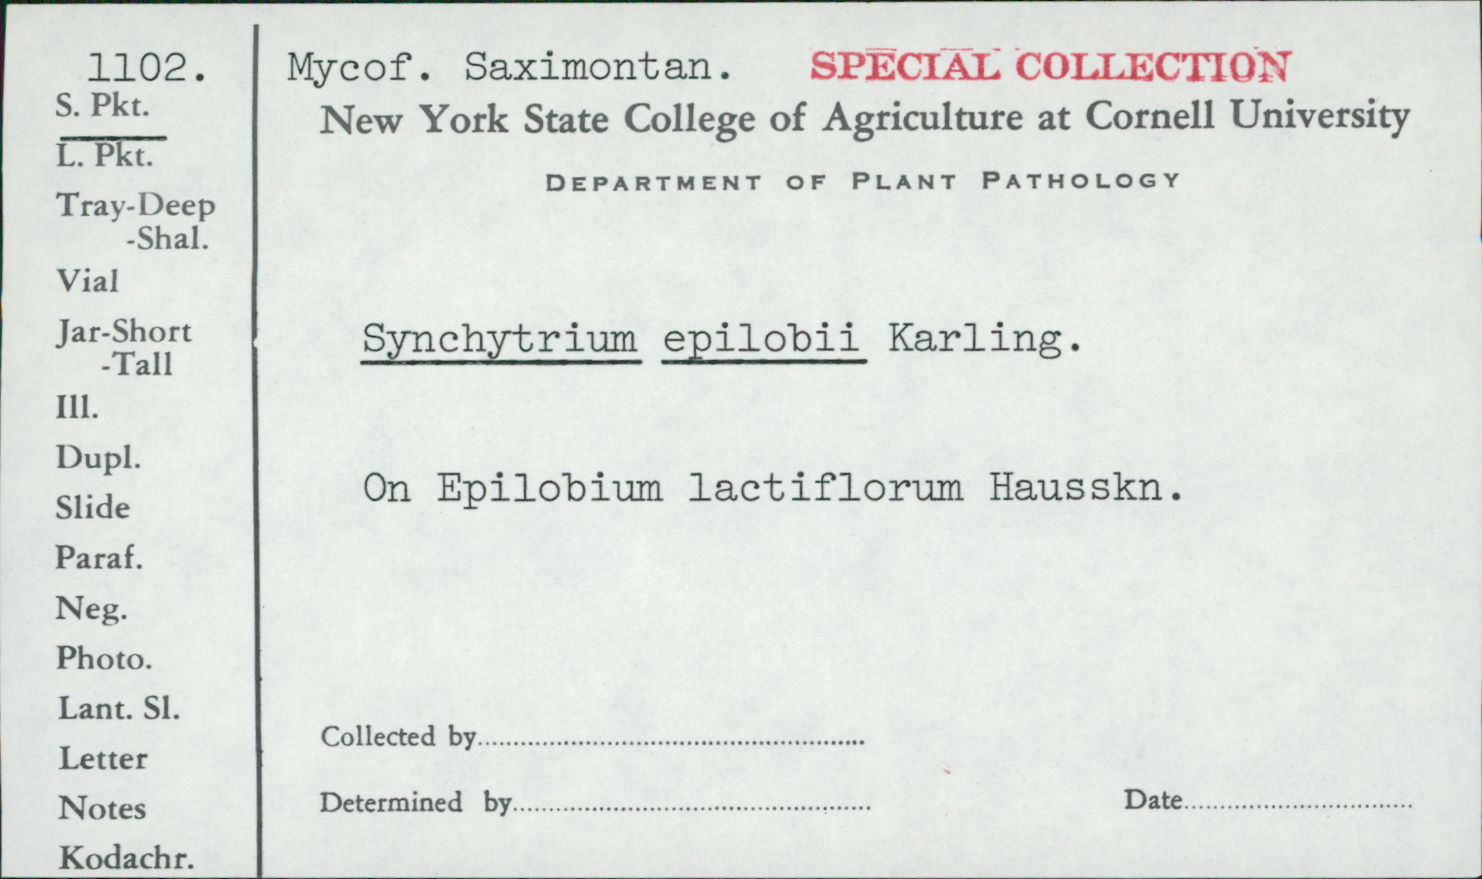 1102.
S. Pkt.
L. Pkt.
Tray-Deep
-Shal.
Vial
Jar-Short
-Tall
Ill.
Dupl.
Slide
Paraf.
Neg.
Photo.
Lant. Sl.
Letter
Notes
Kodachr.
Mycof. Saximontan. SPECIAL COLLECTION
New York State College of Agriculture at Cornell University
DEPARTMENT OF PLANT PATHOLOGY
Synchytrium epilobii Karling.
On Epilobium lactiflorum Hausskn.
Collected by
Determined by Date